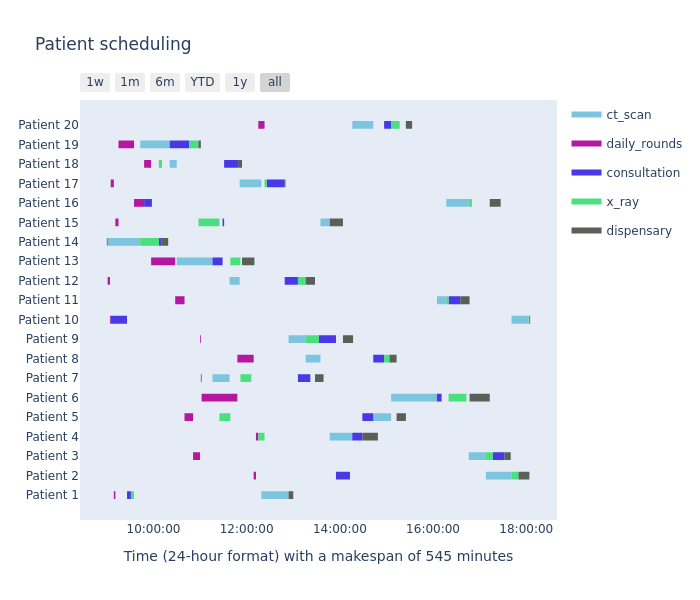 Patient scheduling
1w 1m 6m YTD 1y all
Patient 20
Patient 19
Patient 18
Patient 17
Patient 16
Patient 15
Patient 14
Patient 13
Patient 12
Patient 11
Patient 10
Patient 9
Patient 8
Patient 7
Patient 6
Patient 5
Patient 4
Patient 3
Patient 2
Patient 1
ct_scan
daily_rounds
consultation
x_ray
dispensary
10:00:00 12:00:00 14:00:00 16:00:00 18:00:00
Time (24-hour format) with a makespan of 545 minutes